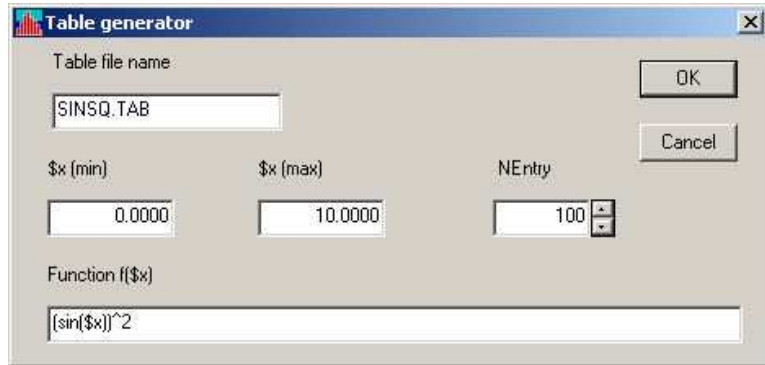 Table generator
Table file name
OK
SINSQ.TAB
Cancel
$x (min) $x (max) NEntry
0.0000 10.0000 100
Function f($x)
(sin($x))^2